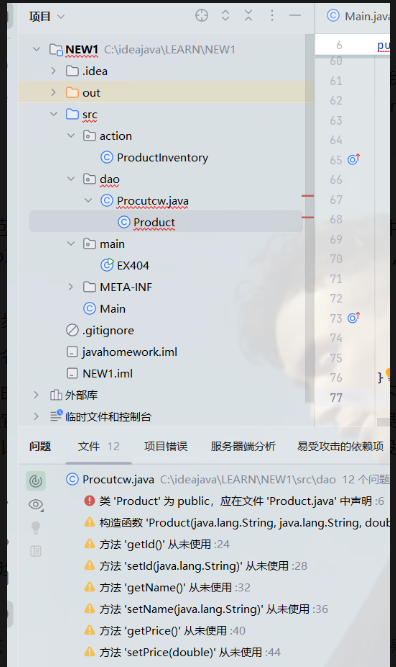 项目
Main.java
NEW1 C:\ideajava\LEARN\NEW1
6 pu
.idea
60
out
61
src
62
action
63
ProductInventory
64
65
dao
66
Procutcw.java
67
Product
68
main
69
EX404
70
META-INF
71
72
Main
73
.gitignore
74
javahomework.iml
75
NEW1.iml
76 }
外部库
77
临时文件和控制台
问题 文件 12 项目错误 服务器端分析 易受攻击的依赖项
Procutcw.java C:\ideajava\LEARN\NEW1\src\dao 12 个问题
类 'Product' 为 public，应在文件 'Product.java' 中声明 :6
构造函数 'Product(java.lang.String, java.lang.String, doub
方法 'getId()' 从未使用 :24
方法 'setId(java.lang.String)' 从未使用 :28
方法 'getName()' 从未使用 :32
方法 'setName(java.lang.String)' 从未使用 :36
方法 'getPrice()' 从未使用 :40
方法 'setPrice(double)' 从未使用 :44